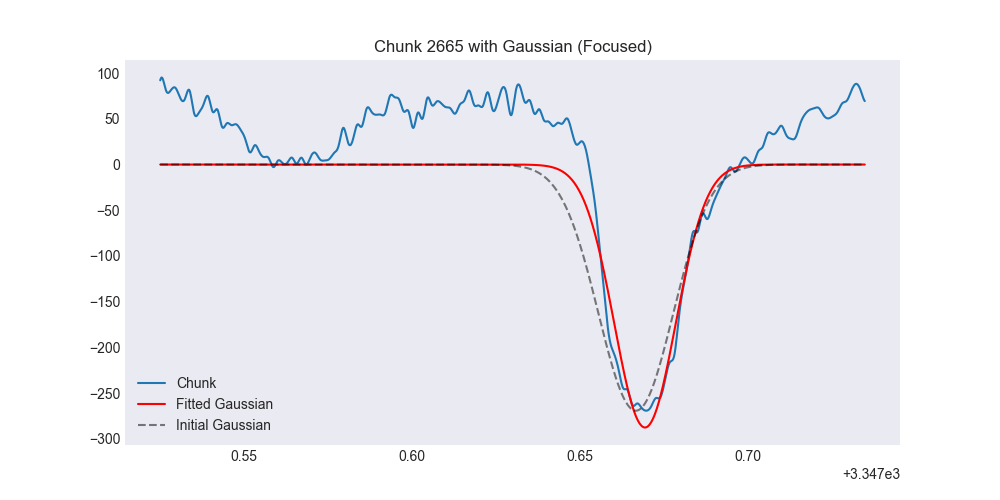 Chunk 2665 with Gaussian (Focused)
100
50
0
−50
−100
−150
−200
−250
−300
Chunk
Fitted Gaussian
Initial Gaussian
0.55 0.60 0.65 0.70
+3.347e3